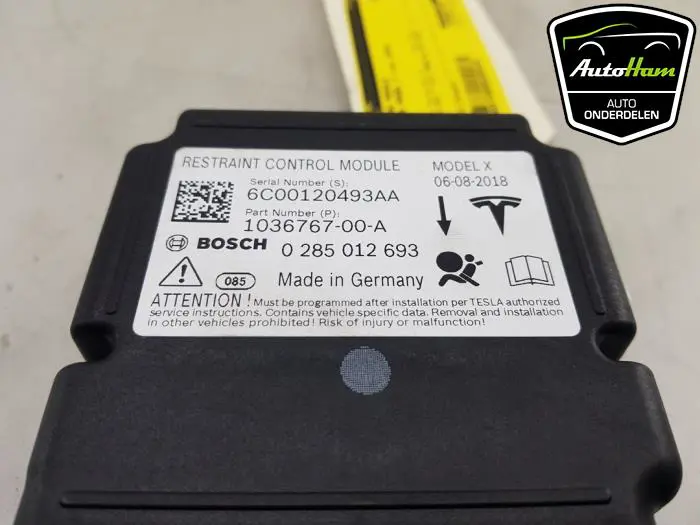 AutoHam
AUTO
ONDERDELEN
RESTRAINT CONTROL MODULE
MODEL X
Serial Number (S):
06-08-2018
6C00120493AA
Part Number (P):
1036767-00-A
BOSCH 0 285 012 693
085
Made in Germany
ATTENTION! Must be programmed after installation per TESLA authorized
service instructions. Contains vehicle specific data. Removal and installation
in other vehicles prohibited! Risk of injury or malfunction!